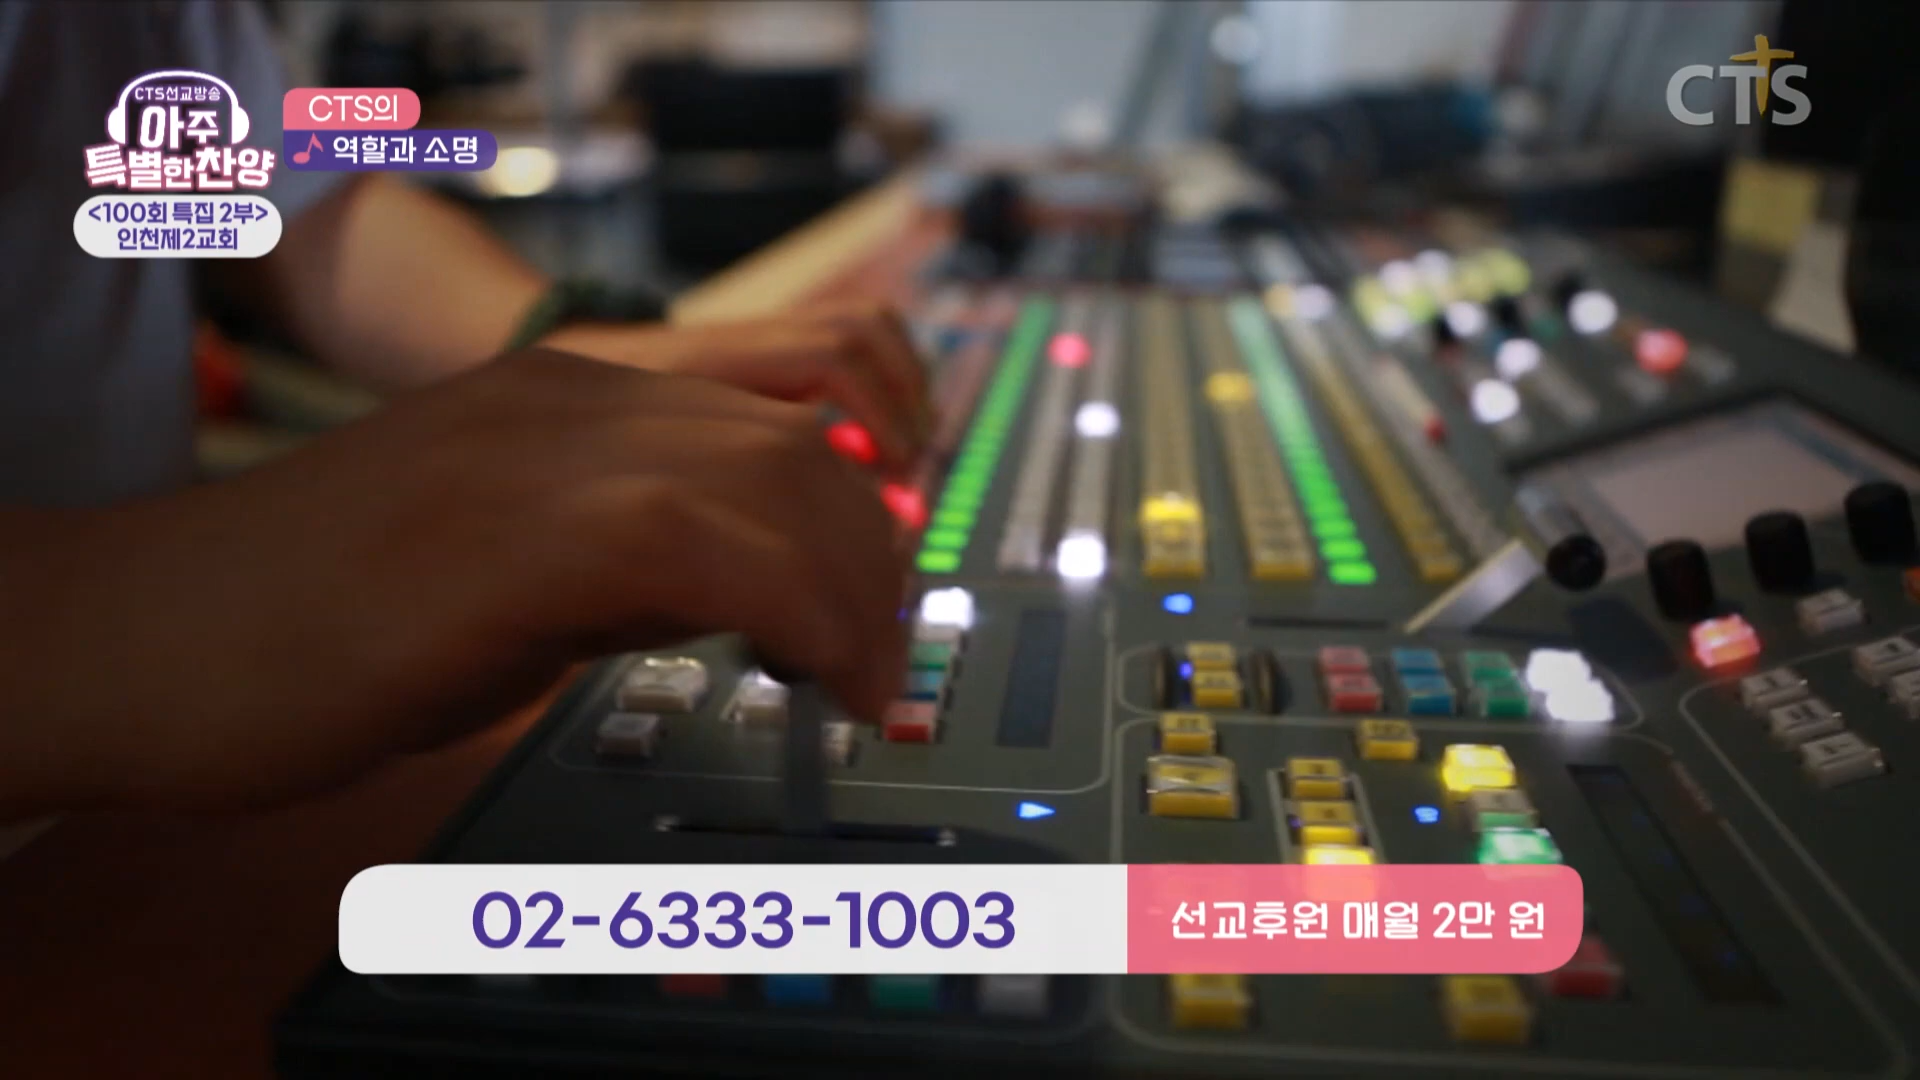 CTS선교방송
아주
특별한찬양
<100회 특집 2부>
인천제2교회
CTS의
역할과 소명
CTS
02-6333-1003
선교후원 매월 2만 원